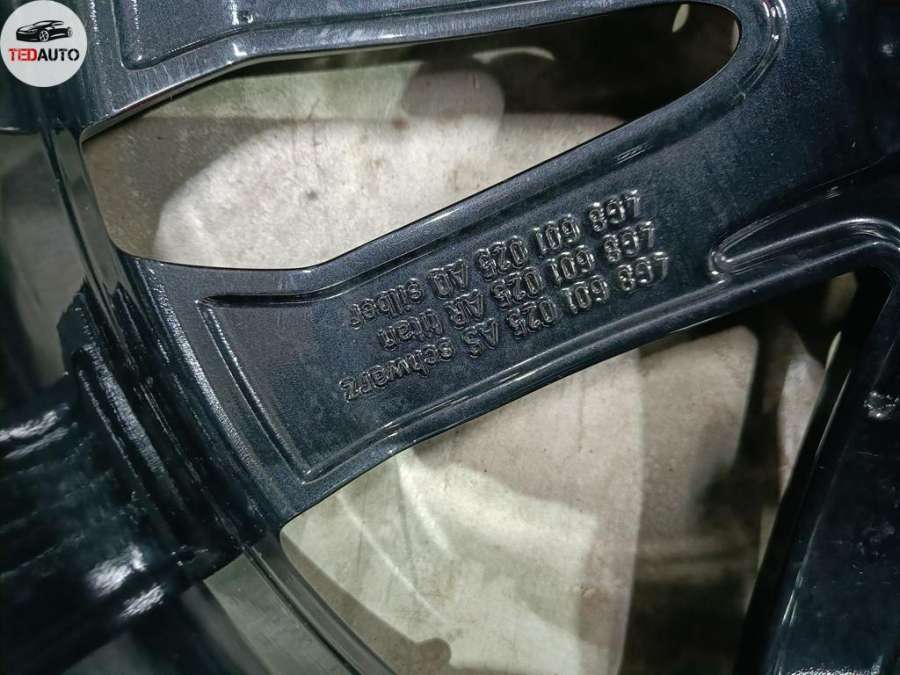 TEDAUTO
4G8 601 025 AS schwarz
4G8 601 025 AR titan
4G8 601 025 AQ silber